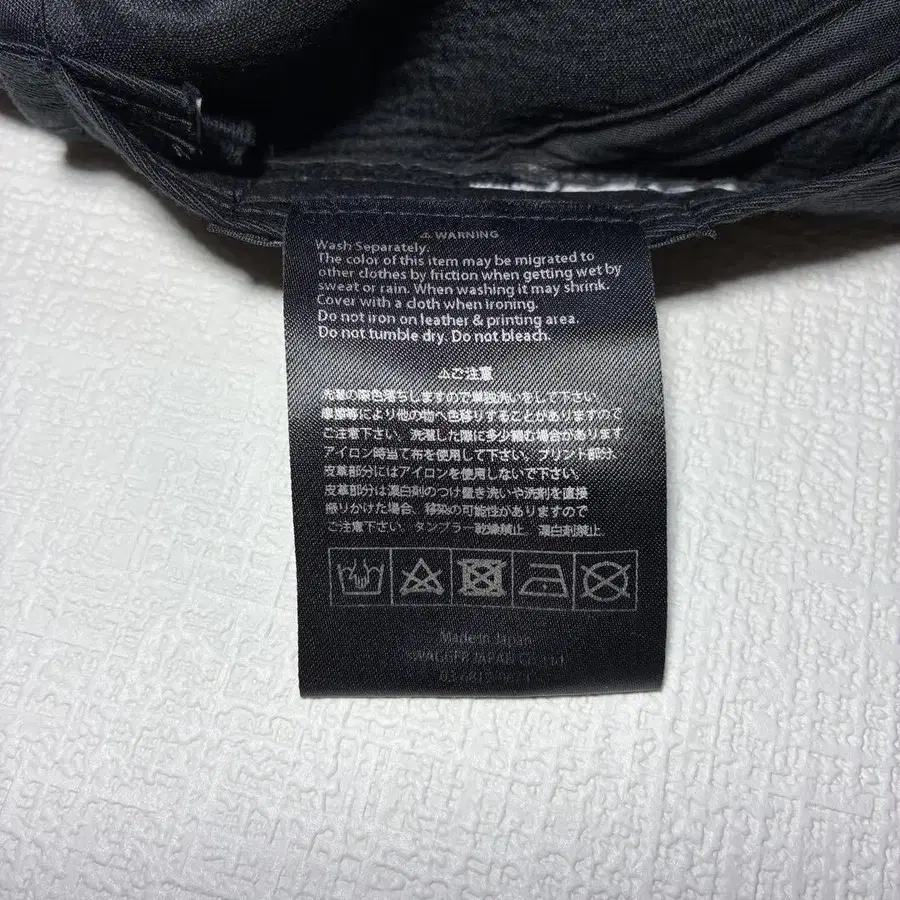 ⚠ WARNING
Wash Separately.
The color of this item may be migrated to
other clothes by friction when getting wet by
sweat or rain. When washing it may shrink.
Cover with a cloth when ironing.
Do not iron on leather & printing area.
Do not tumble dry. Do not bleach.
⚠ご注意
洗濯の際色落ちしますので単独洗いをして下さい。
摩擦等により他の物へ色移りすることがありますので
ご注意下さい。洗濯した際に多少縮む場合があります
アイロン時当て布を使用して下さい。プリント部分、
皮革部分にはアイロンを使用しないで下さい。
皮革部分は漂白剤のつけ置き洗いや洗剤を直接
振りかけた場合、移染の可能性がありますので
ご注意下さい。タンブラー乾燥禁止。漂白剤禁止。
Made in Japan
SWAGGER JAPAN Co. Ltd